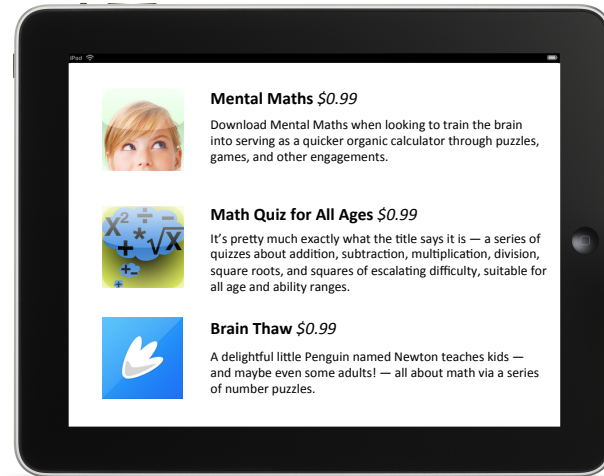 iPad
Mental Maths $0.99
Download Mental Maths when looking to train the brain
into serving as a quicker organic calculator through puzzles,
games, and other engagements.
X² ÷ −
* √X
+
+−
÷
Math Quiz for All Ages $0.99
It's pretty much exactly what the title says it is — a series of
quizzes about addition, subtraction, multiplication, division,
square roots, and squares of escalating difficulty, suitable for
all age and ability ranges.
Brain Thaw $0.99
A delightful little Penguin named Newton teaches kids —
and maybe even some adults! — all about math via a series
of number puzzles.